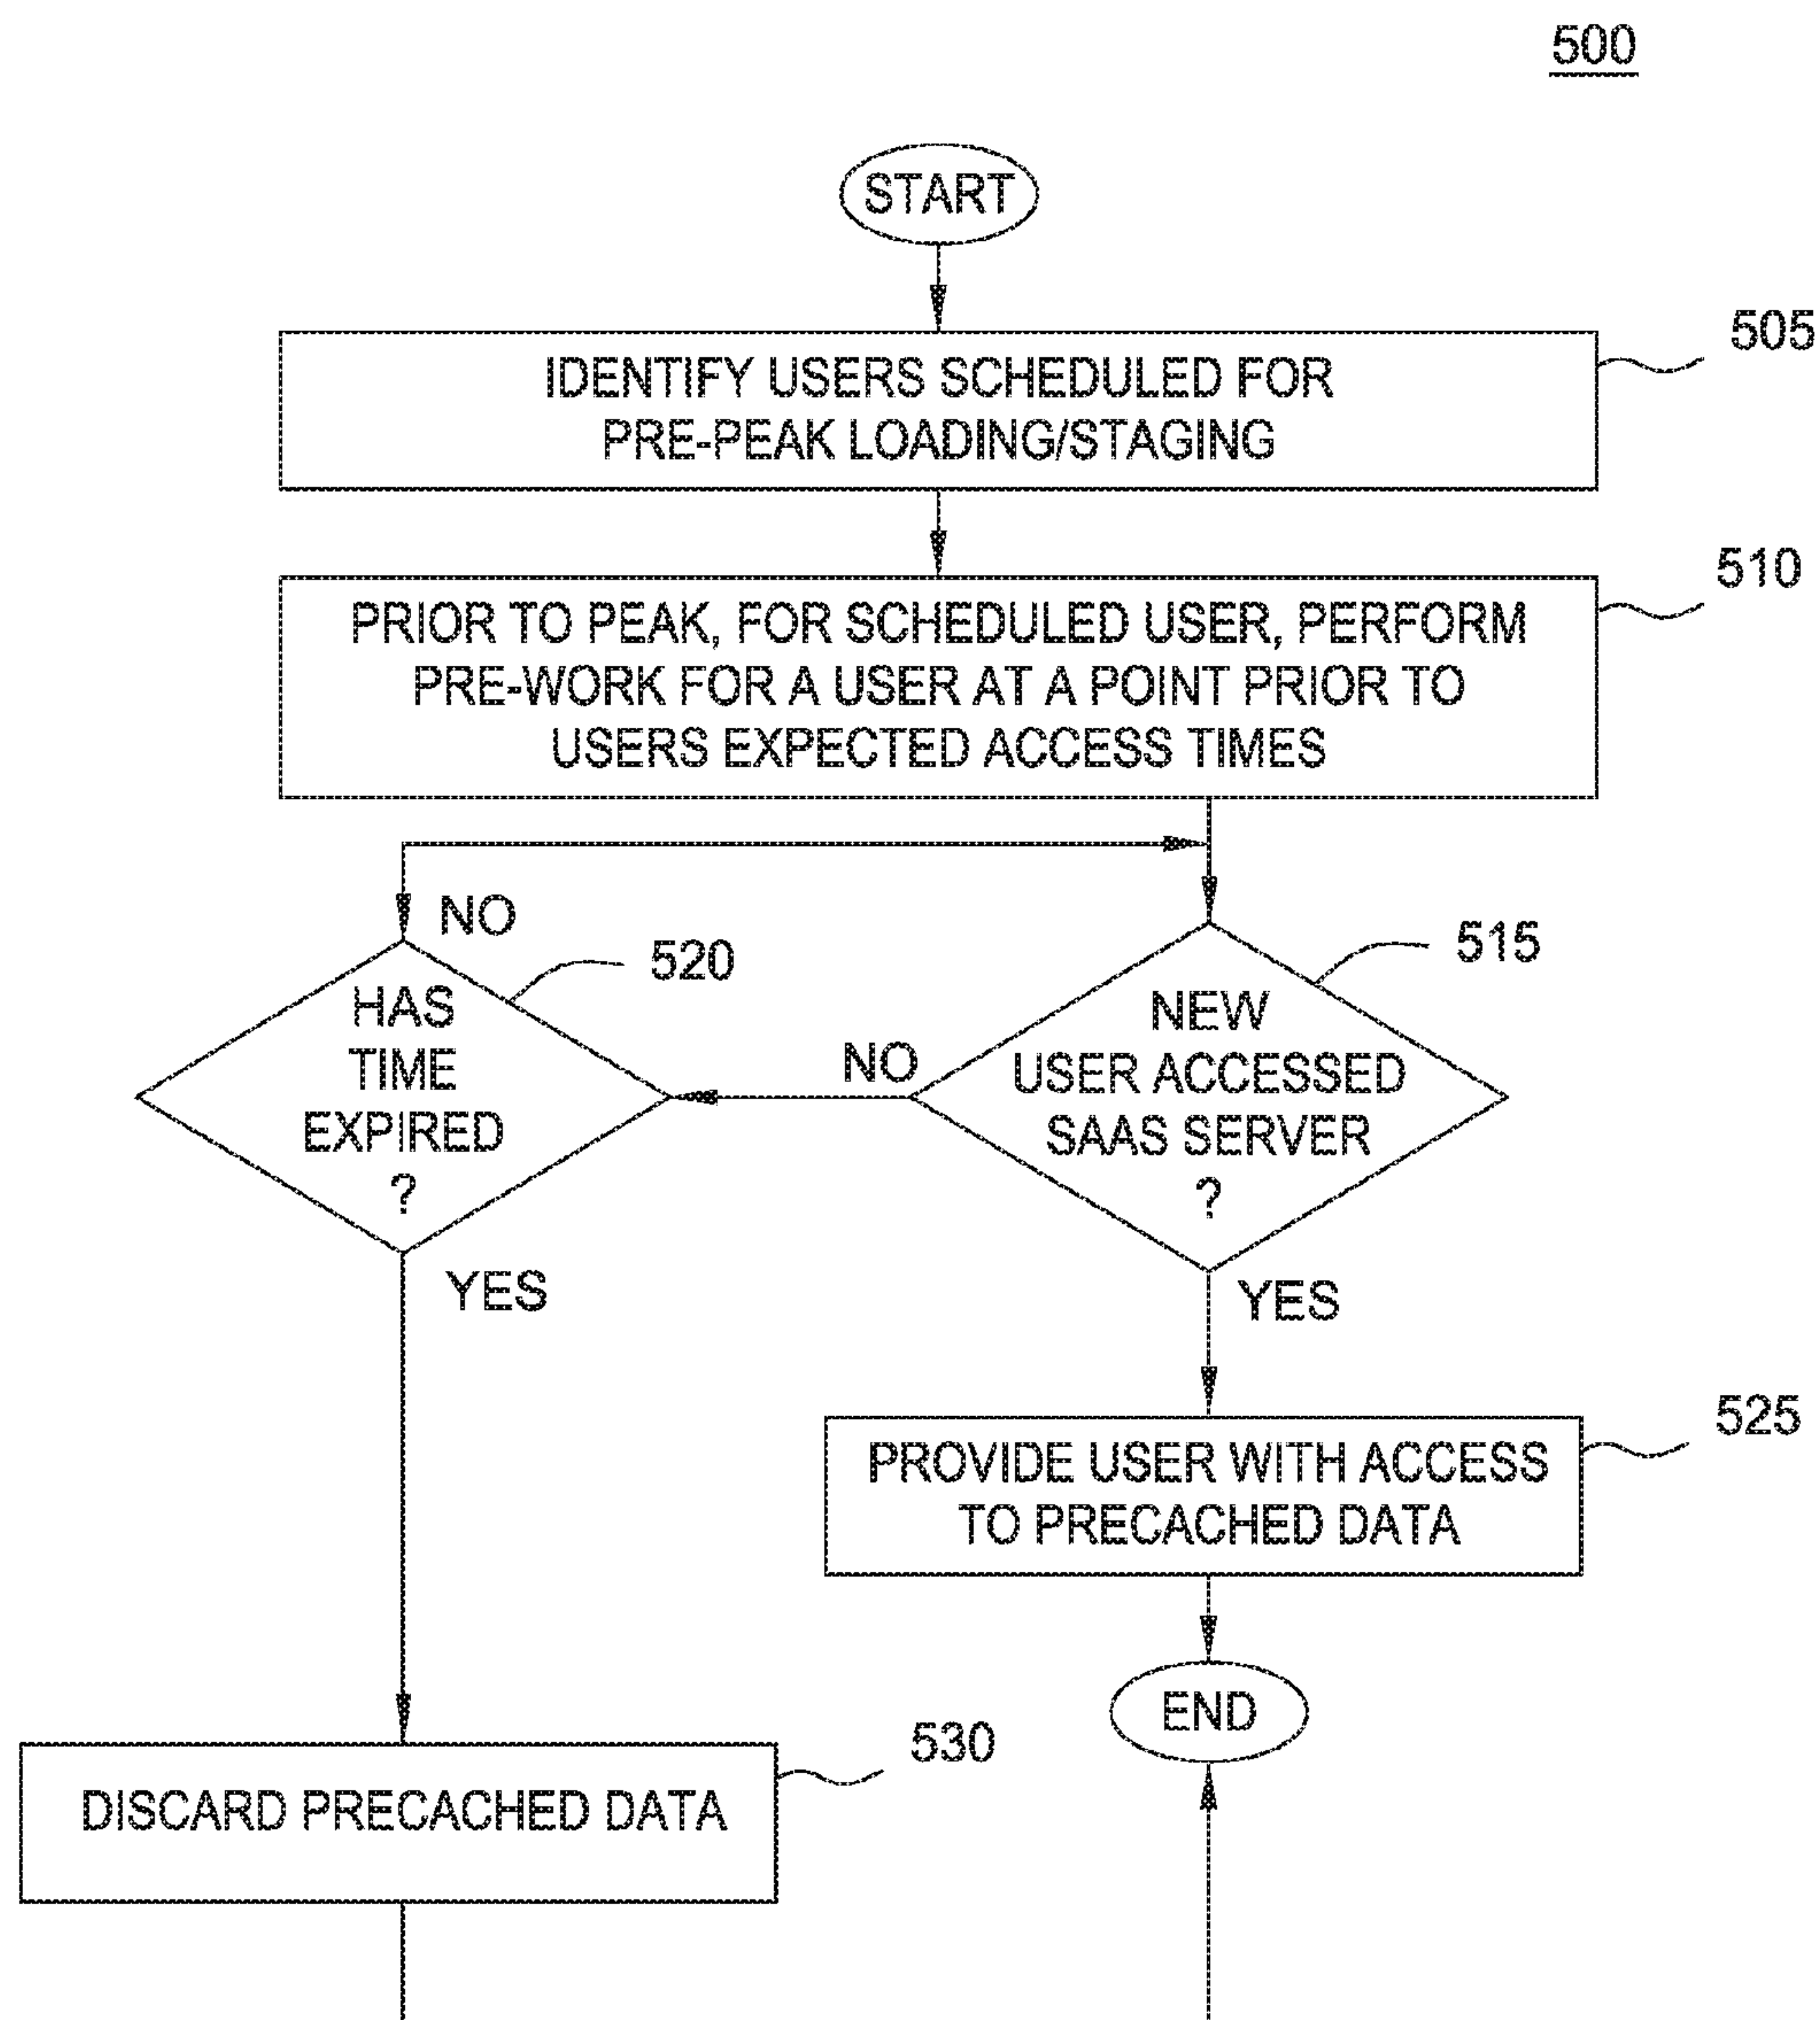 500
START
IDENTIFY USERS SCHEDULED FOR
PRE-PEAK LOADING/STAGING
505
PRIOR TO PEAK, FOR SCHEDULED USER, PERFORM
PRE-WORK FOR A USER AT A POINT PRIOR TO
USERS EXPECTED ACCESS TIMES
510
NO
HAS
TIME
EXPIRED
?
520
YES
NO
NEW
USER ACCESSED
SAAS SERVER
?
515
YES
PROVIDE USER WITH ACCESS
TO PRECACHED DATA
525
END
DISCARD PRECACHED DATA
530